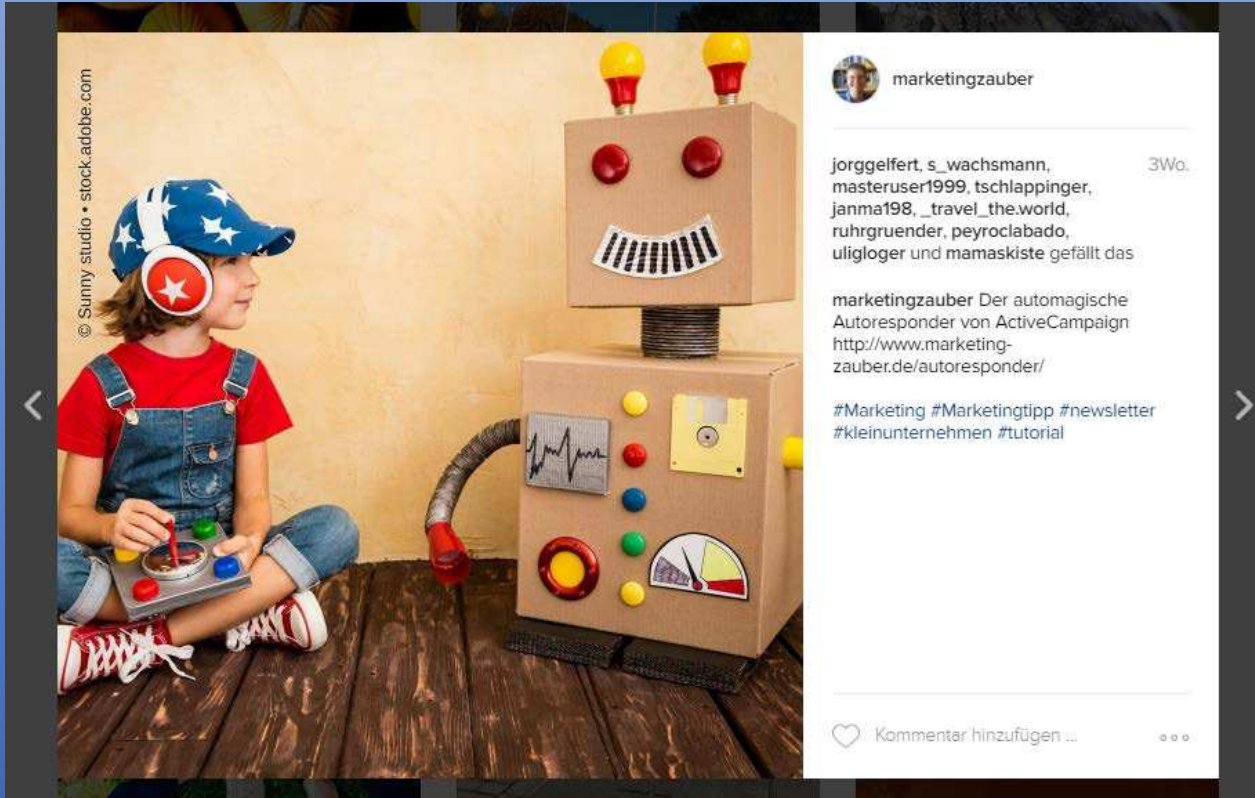 © Sunny studio • stock.adobe.com
marketingzauber
jorggelfert, s_wachsmann,
3Wo.
masteruser1999, tschlappinger,
janma198, _travel_the.world,
ruhrgruender, peyroclabado,
uligloger und mamaskiste gefällt das
marketingzauber Der automagische
Autoresponder von ActiveCampaign
http://www.marketing-
zauber.de/autoresponder/
#Marketing #Marketingtipp #newsletter
#kleinunternehmen #tutorial
Kommentar hinzufügen ...